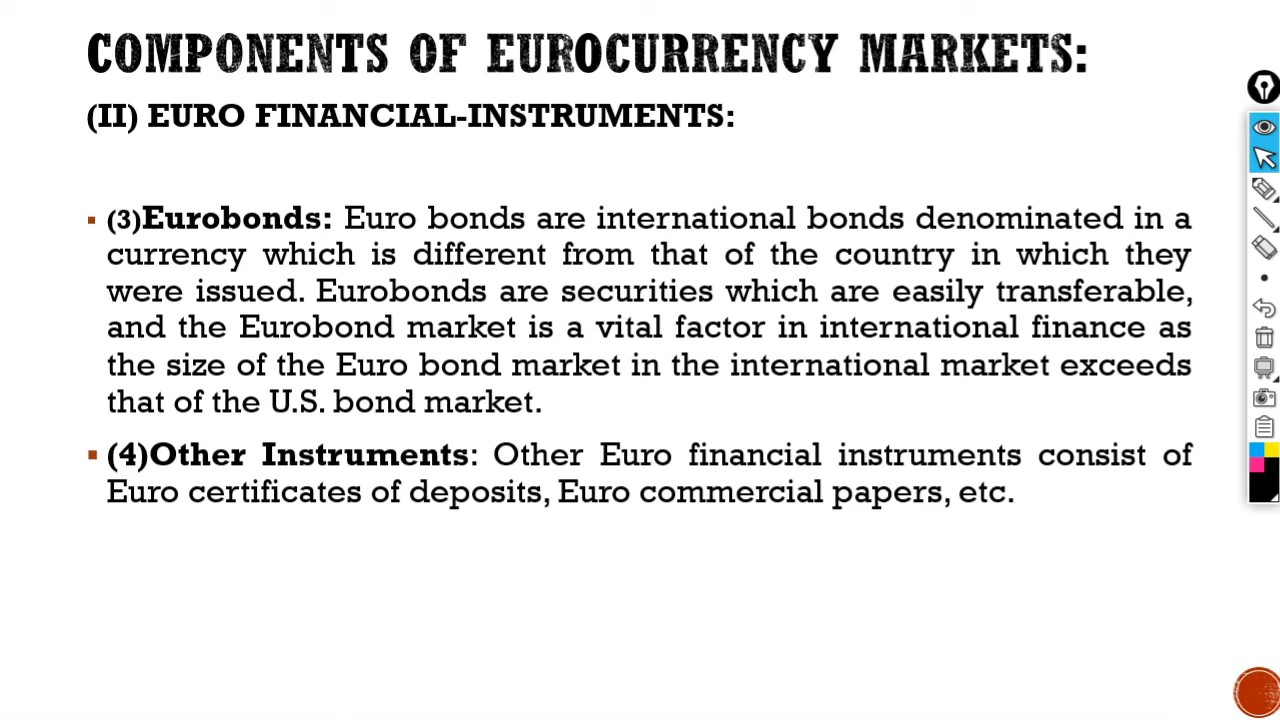 COMPONENTS OF EUROCURRENCY MARKETS:
(II) EURO FINANCIAL-INSTRUMENTS:
(3)Eurobonds: Euro bonds are international bonds denominated in a
currency which is different from that of the country in which they
were issued. Eurobonds are securities which are easily transferable,
and the Eurobond market is a vital factor in international finance as
the size of the Euro bond market in the international market exceeds
that of the U.S. bond market.
(4)Other Instruments: Other Euro financial instruments consist of
Euro certificates of deposits, Euro commercial papers, etc.